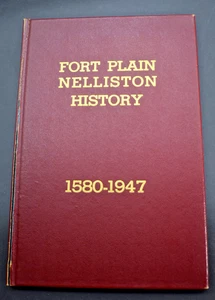 FORT PLAIN
NELLISTON
HISTORY
1580-1947